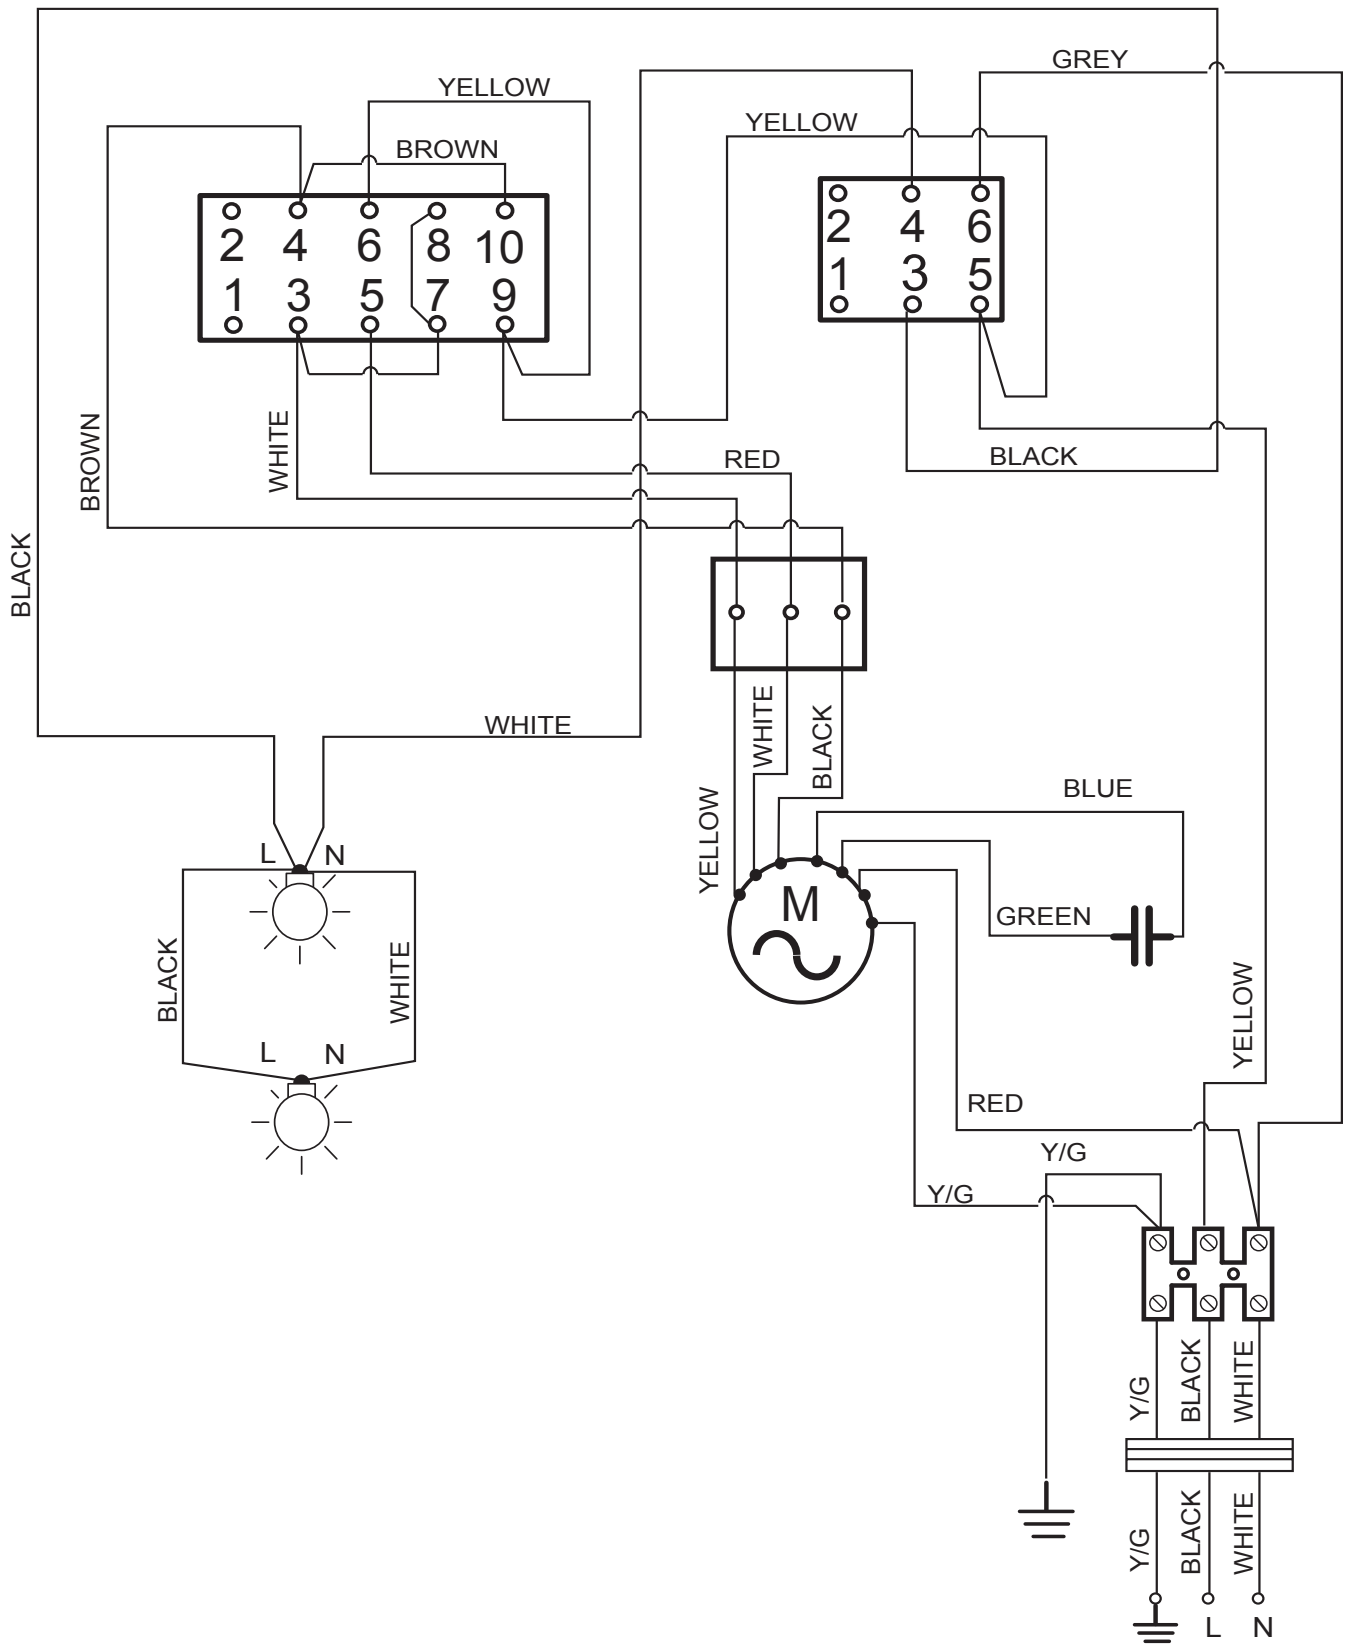 GREY
YELLOW
YELLOW
BROWN
2 4 6 8 10
1 3 5 7 9
2 4 6
1 3 5
BROWN
WHITE
RED
BLACK
BLACK
WHITE
WHITE
BLACK
YELLOW
BLUE
L N
M
GREEN
BLACK
WHITE
YELLOW
L N
RED
Y/G
Y/G
Y/G
BLACK
WHITE
Y/G
BLACK
WHITE
L N